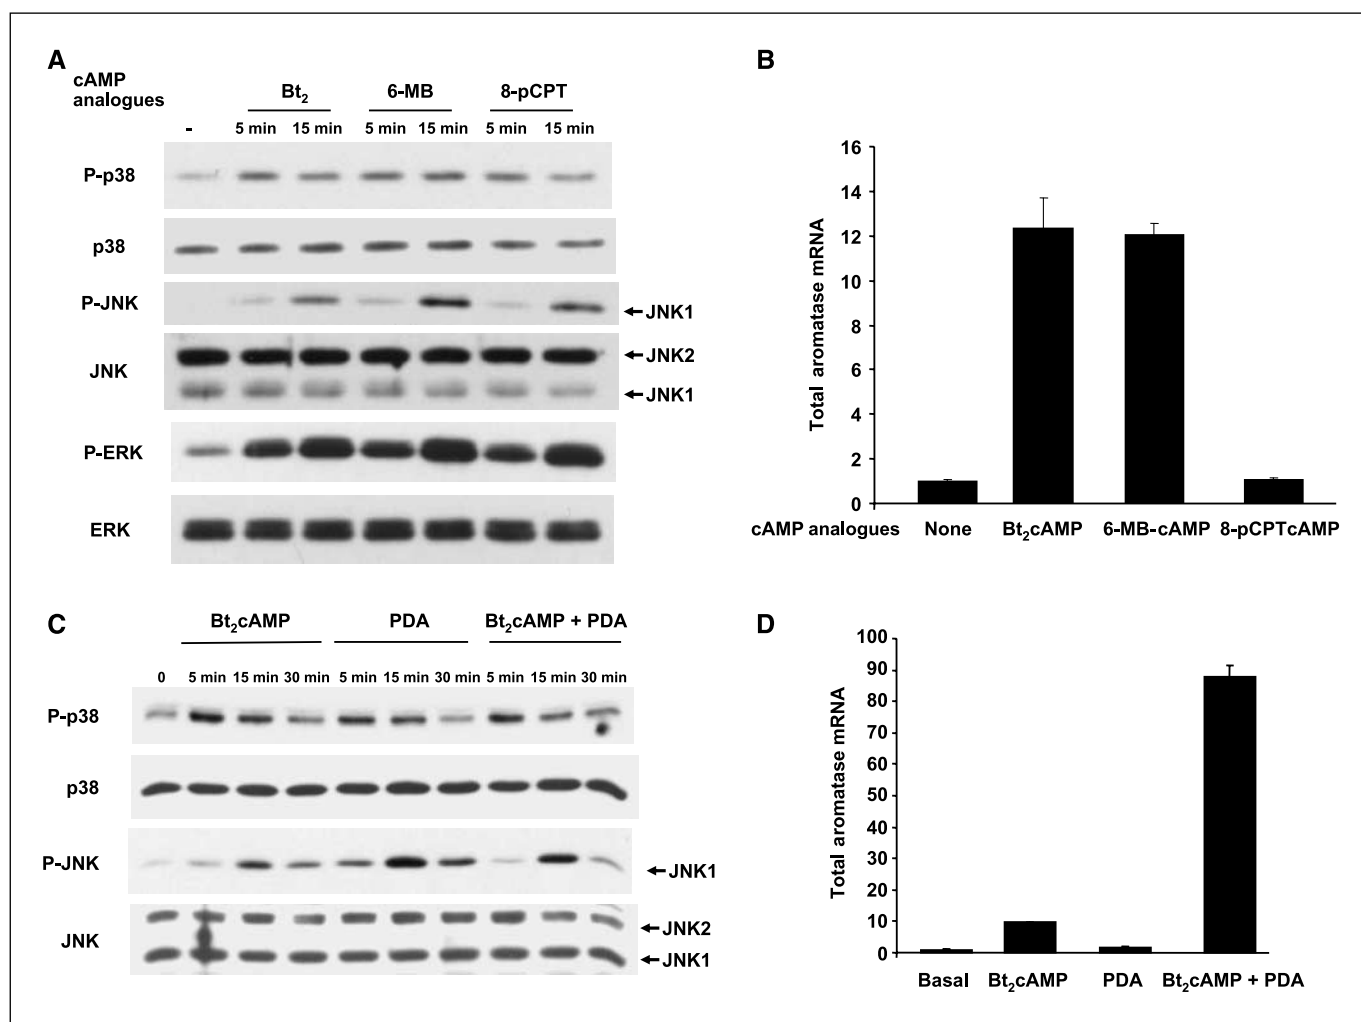 A
cAMP analogues
Bt2 6-MB 8-pCPT
- 5 min 15 min 5 min 15 min 5 min 15 min
P-p38
p38
P-JNK
←JNK1
JNK
←JNK2
←JNK1
P-ERK
ERK
B
Total aromatase mRNA
16
14
12
10
8
6
4
2
0
cAMP analogues None Bt2cAMP 6-MB-cAMP 8-pCPTcAMP
C
Bt2cAMP PDA Bt2cAMP + PDA
0 5 min 15 min 30 min 5 min 15 min 30 min 5 min 15 min 30 min
P-p38
p38
P-JNK
←JNK1
JNK
←JNK2
←JNK1
D
Total aromatase mRNA
100
90
80
70
60
50
40
30
20
10
0
Basal Bt2cAMP PDA Bt2cAMP + PDA